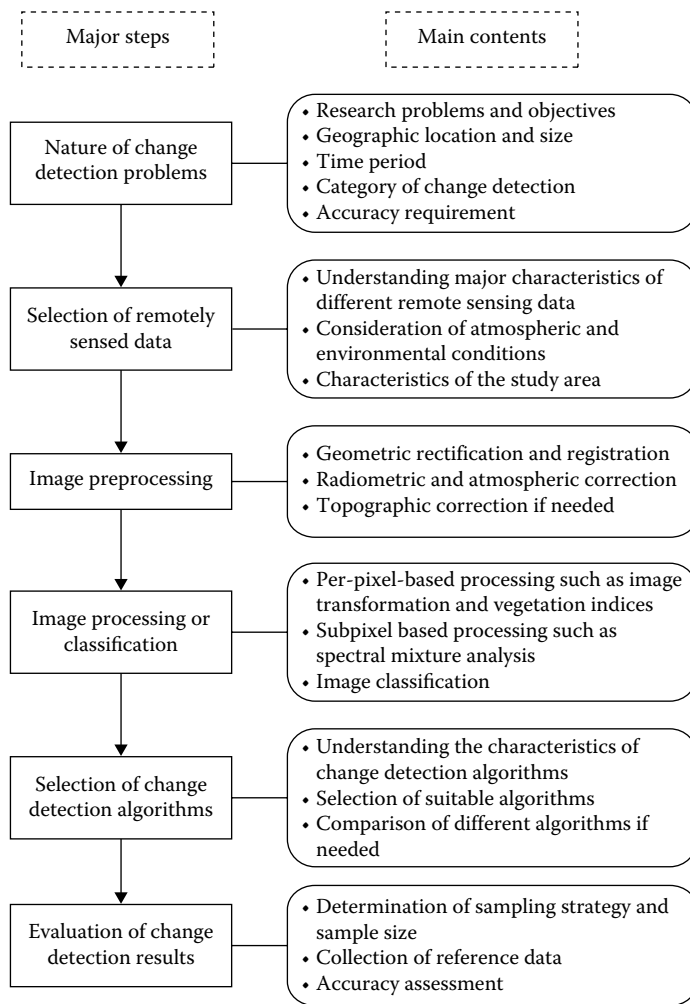 Major steps
Main contents
Nature of change
detection problems
• Research problems and objectives
• Geographic location and size
• Time period
• Category of change detection
• Accuracy requirement
Selection of remotely
sensed data
• Understanding major characteristics of
different remote sensing data
• Consideration of atmospheric and
environmental conditions
• Characteristics of the study area
Image preprocessing
• Geometric rectification and registration
• Radiometric and atmospheric correction
• Topographic correction if needed
Image processing or
classification
• Per-pixel-based processing such as image
transformation and vegetation indices
• Subpixel based processing such as
spectral mixture analysis
• Image classification
Selection of change
detection algorithms
• Understanding the characteristics of
change detection algorithms
• Selection of suitable algorithms
• Comparison of different algorithms if
needed
Evaluation of change
detection results
• Determination of sampling strategy and
sample size
• Collection of reference data
• Accuracy assessment